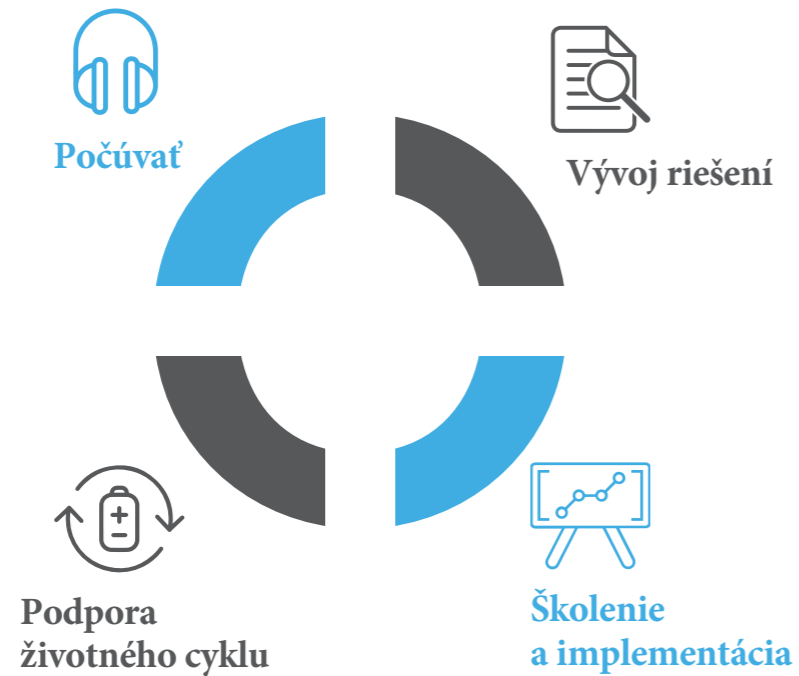 Počúvať
Vývoj riešení
Podpora
životného cyklu
Školenie
a implementácia